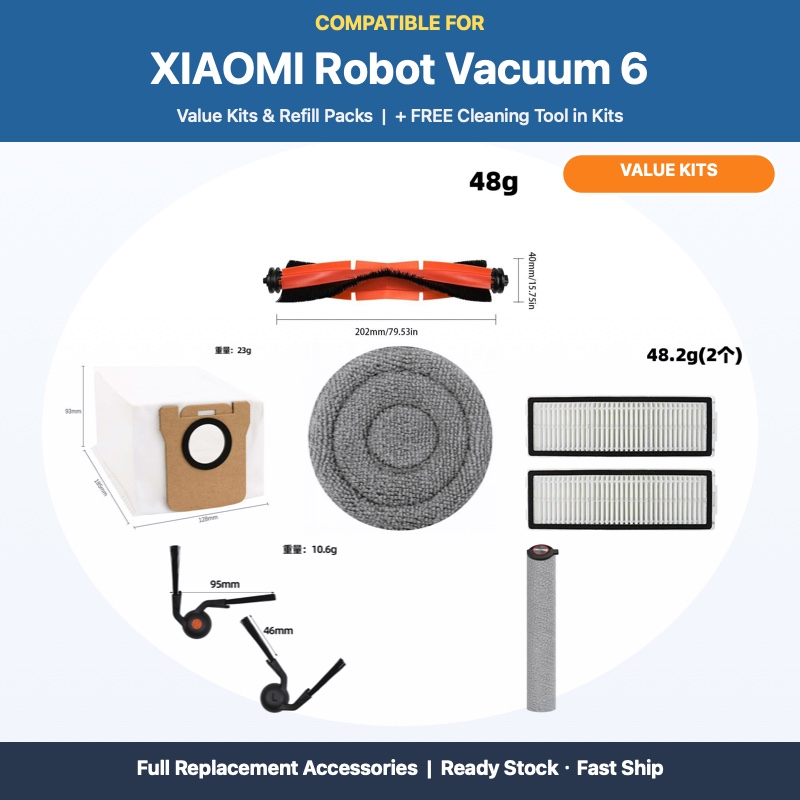 COMPATIBLE FOR
XIAOMI Robot Vacuum 6
Value Kits & Refill Packs | + FREE Cleaning Tool in Kits
VALUE KITS
48g
40mm/15.75in
202mm/79.53in
重量：23g
48.2g(2个)
93mm
185mm
128mm
重量：10.6g
95mm
46mm
L
Full Replacement Accessories | Ready Stock · Fast Ship